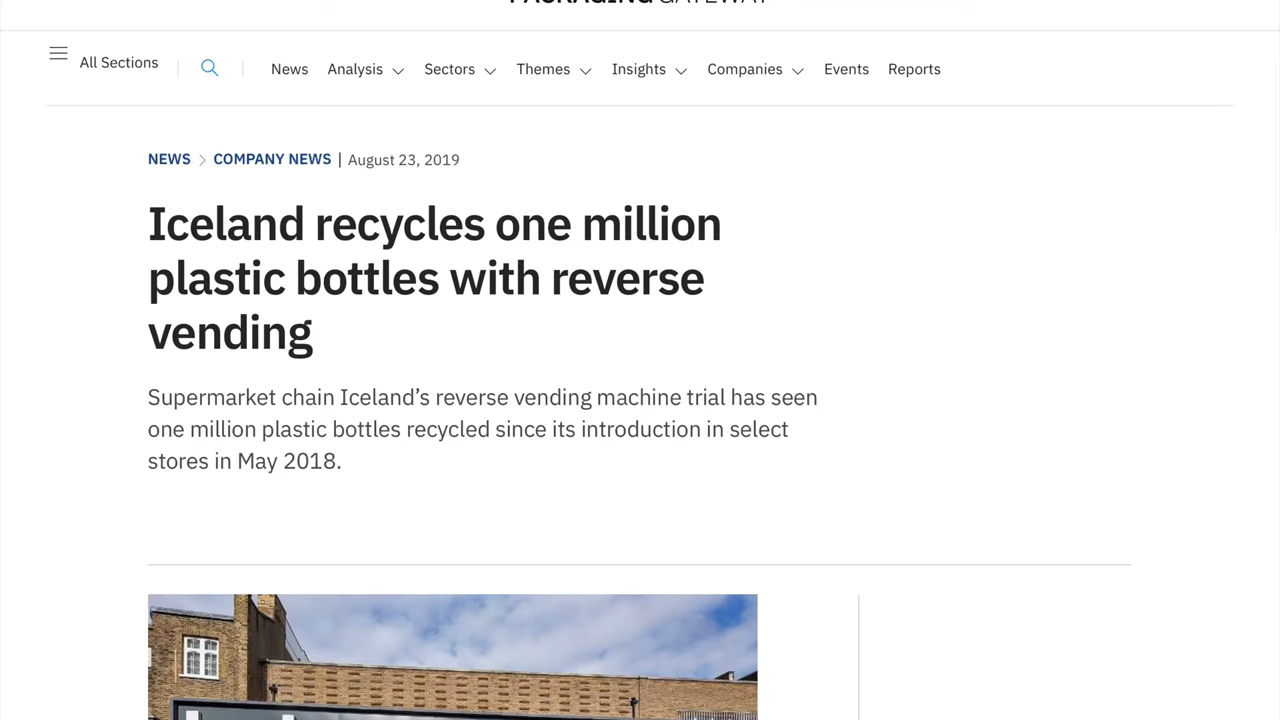 PACKAGING GATEWAY
All Sections
News Analysis Sectors Themes Insights Companies Events Reports
NEWS > COMPANY NEWS | August 23, 2019
Iceland recycles one million
plastic bottles with reverse
vending
Supermarket chain Iceland’s reverse vending machine trial has seen
one million plastic bottles recycled since its introduction in select
stores in May 2018.